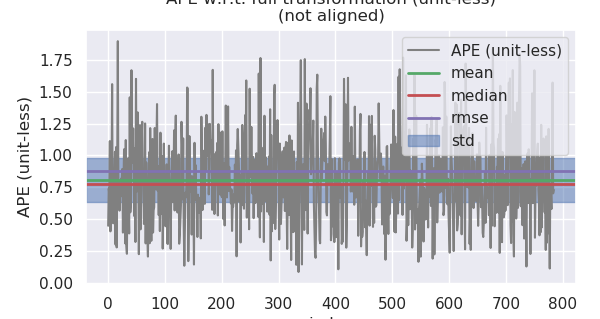 APE w.r.t. full transformation (unit-less)
(not aligned)
APE (unit-less)
1.75
1.50
1.25
1.00
0.75
0.50
0.25
0.00
0
100
200
300
400
500
600
700
800
APE (unit-less)
mean
median
rmse
std